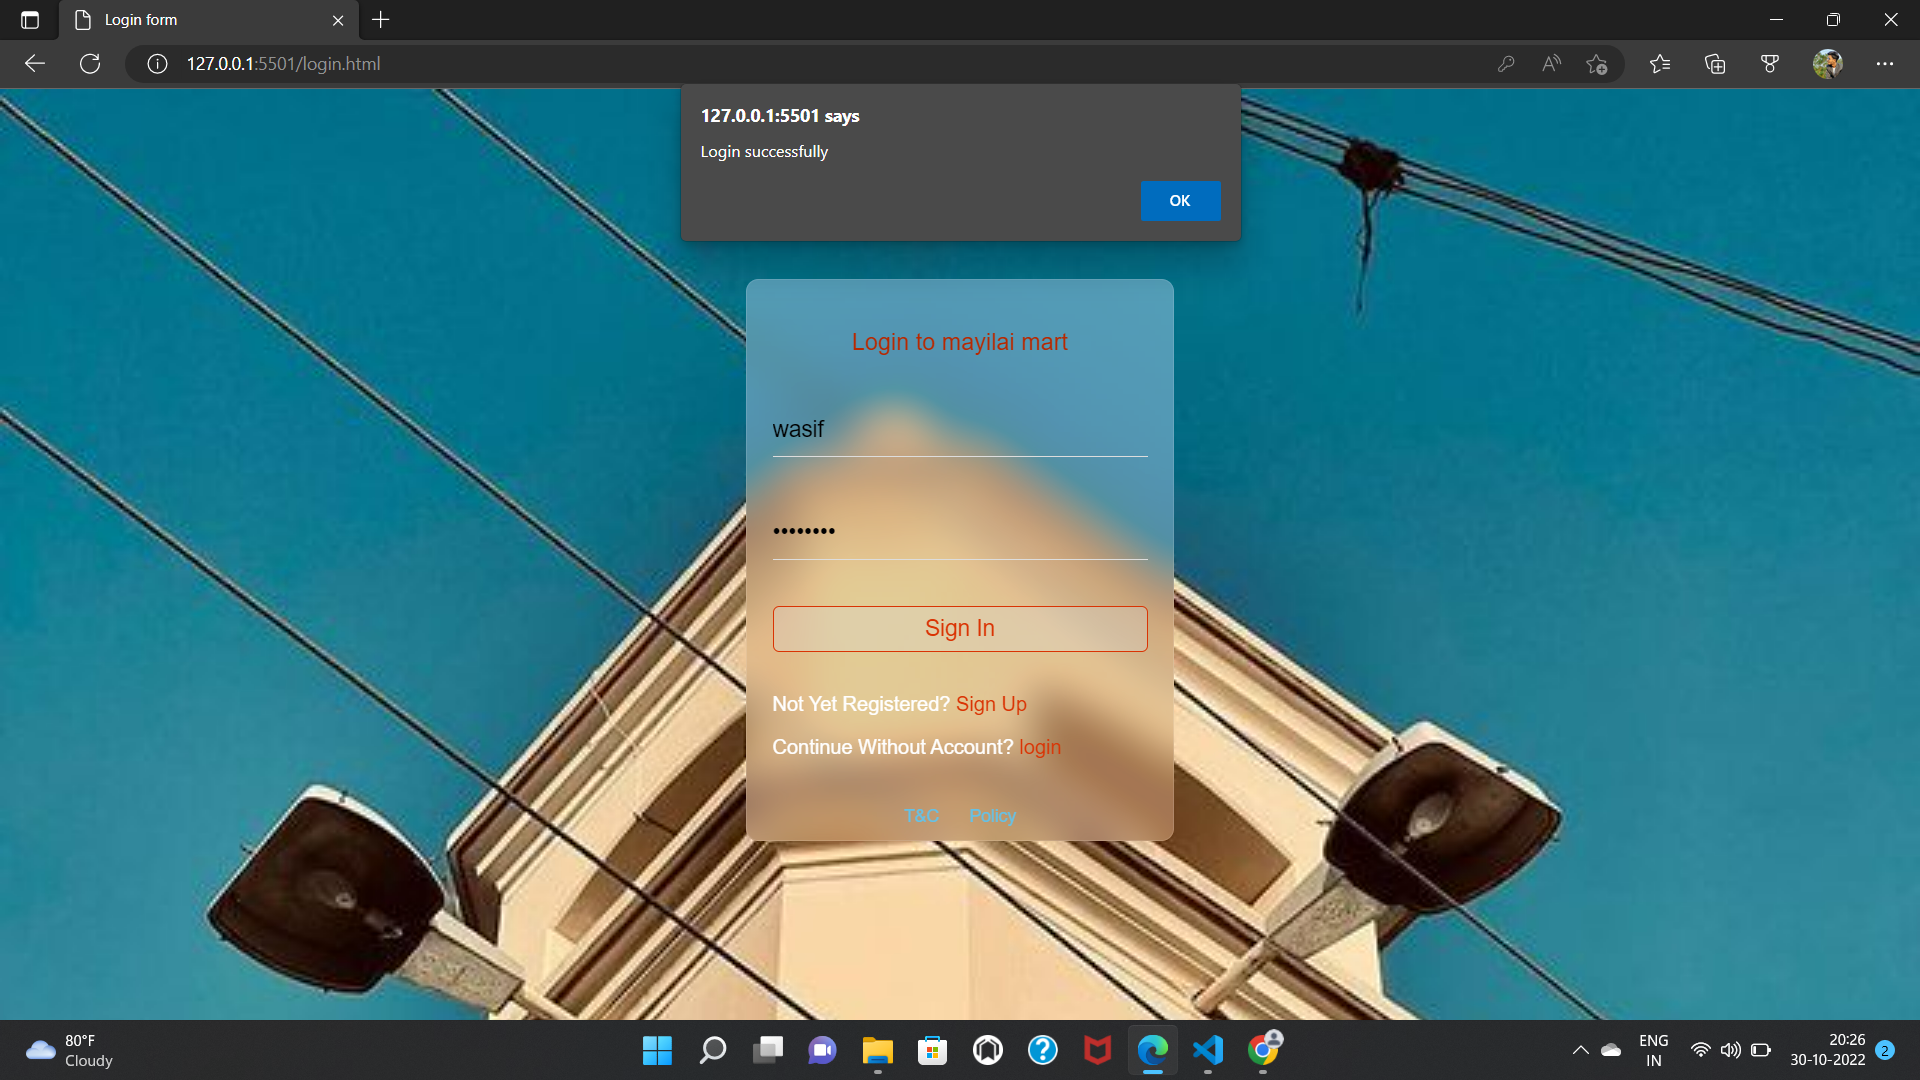 Login form
127.0.0.1:5501/login.html
127.0.0.1:5501 says
Login successfully
OK
Login to mayilai mart
wasif
••••••••
Sign In
Not Yet Registered? Sign Up
Continue Without Account? login
T&C Policy
80°F
Cloudy
ENG
IN
20:26
30-10-2022
2